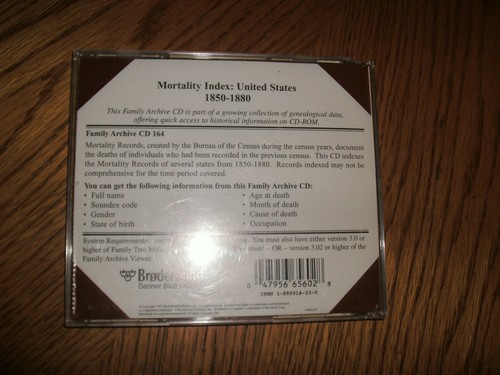 Mortality Index: United States
1850-1880
This Family Archive CD is part of a growing collection of genealogical data,
offering quick access to historical information on CD-ROM.
Family Archive CD 164
Mortality Records, created by the Bureau of the Census during the census years, document
the deaths of individuals who had been recorded in the previous census. This CD indexes
the Mortality Records of several states from 1850-1880. Records indexed may not be
comprehensive for the time period covered.
You can get the following information from this Family Archive CD:
• Full name
• Soundex code
• Gender
• State of birth
• Age at death
• Month of death
• Cause of death
• Occupation
System Requirements: You must also have either version 3.0 or
higher of Family Tree - OR - version 3.02 or higher of the
Family Archive Viewer.
Brøderbund
Banner Blue
0 47956 65602 8